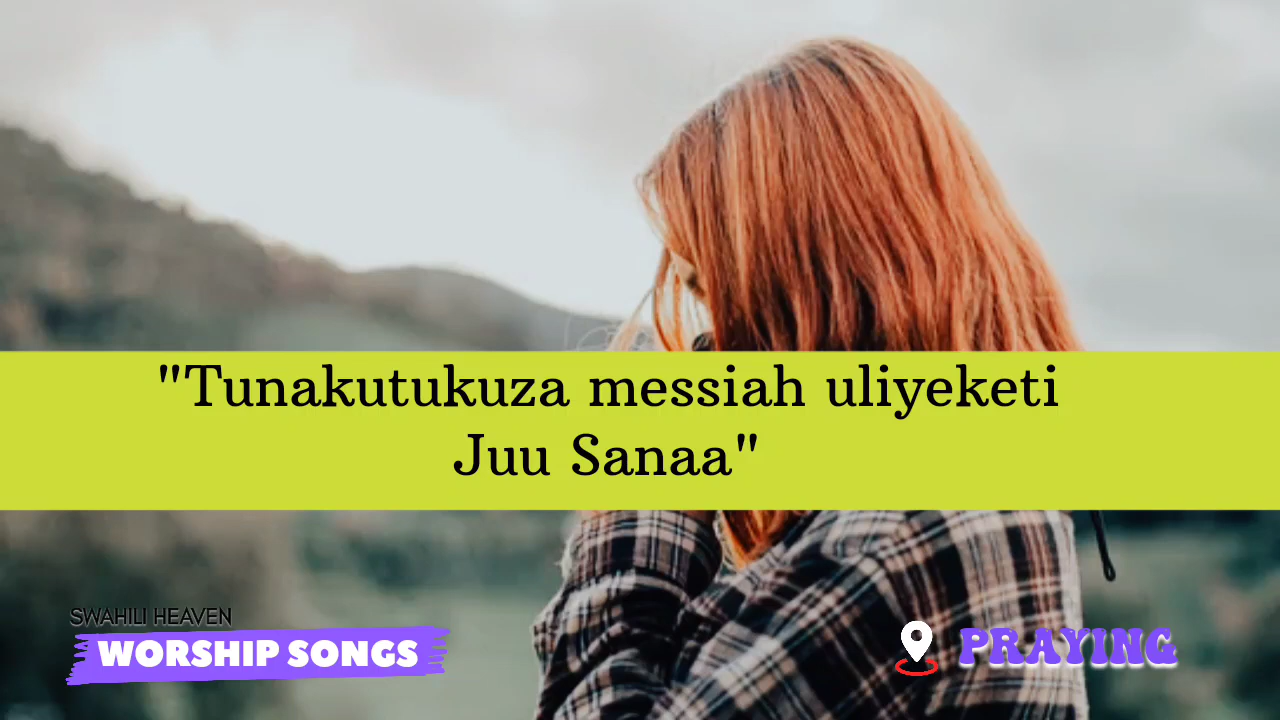 "Tunakutukuza messiah uliyeketi
Juu Sanaa"
SWAHILI HEAVEN
WORSHIP SONGS
PRAYING